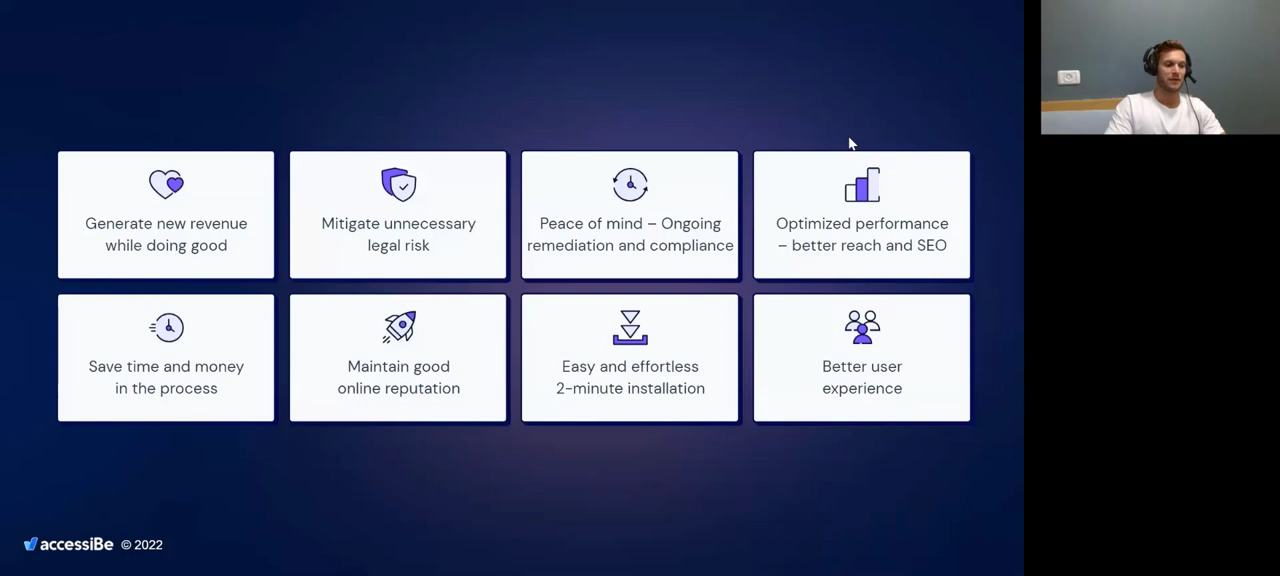 Generate new revenue
while doing good
Mitigate unnecessary
legal risk
Peace of mind – Ongoing
remediation and compliance
Optimized performance
– better reach and SEO
Save time and money
in the process
Maintain good
online reputation
Easy and effortless
2-minute installation
Better user
experience
accessiBe © 2022